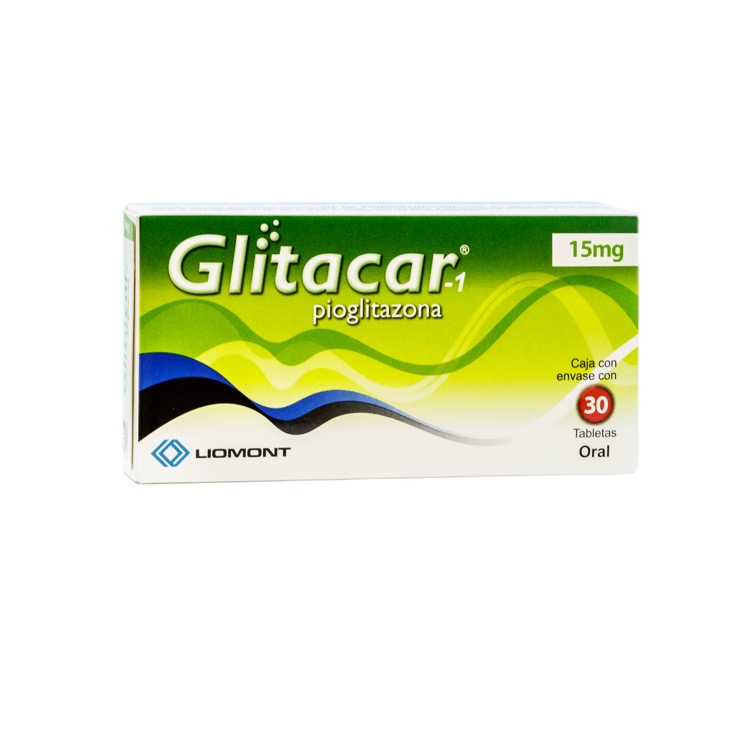 Glitacar®-1
pioglitazona
15mg
Caja con
envase con
30
Tabletas
Oral
LIOMONT